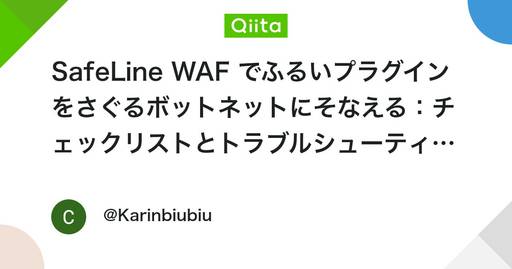 Qiita
SafeLine WAF でふるいプラグイン
をさぐるボットネットにそなえる：チ
ェックリストとトラブルシューティ…
C
@Karinbiubiu